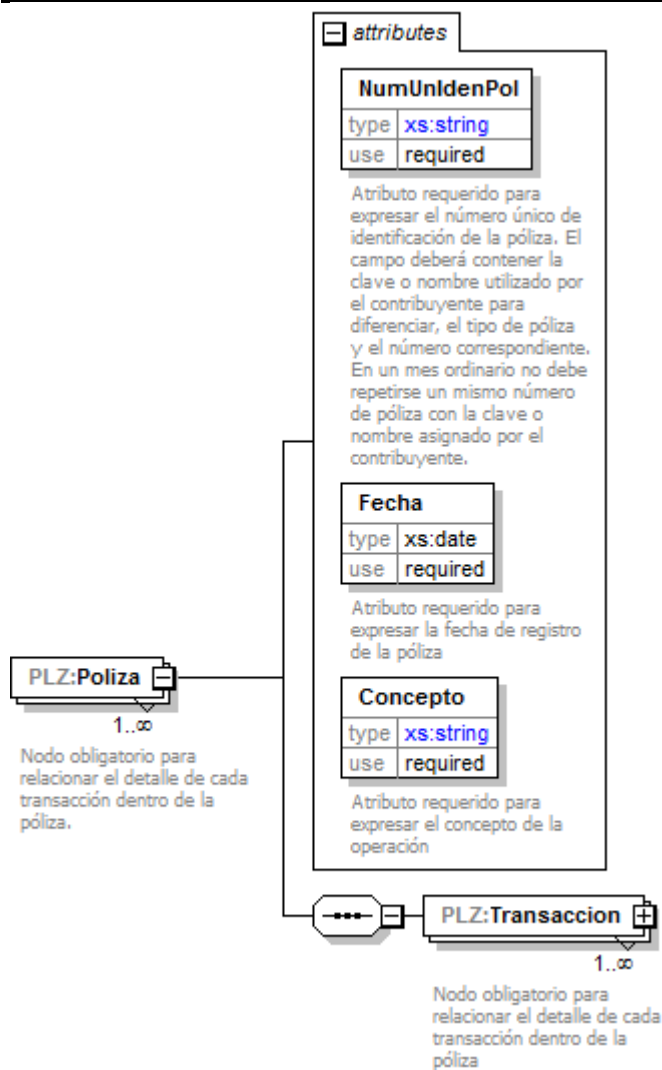 attributes
NumUnIdenPol
type xs:string
use required
Atributo requerido para
expresar el número único de
identificación de la póliza. El
campo deberá contener la
clave o nombre utilizado por
el contribuyente para
diferenciar, el tipo de póliza
y el número correspondiente.
En un mes ordinario no debe
repetirse un mismo número
de póliza con la clave o
nombre asignado por el
contribuyente.
Fecha
type xs:date
use required
Atributo requerido para
expresar la fecha de registro
de la póliza
PLZ:Poliza
1..∞
Nodo obligatorio para
relacionar el detalle de cada
transacción dentro de la
póliza.
Concepto
type xs:string
use required
Atributo requerido para
expresar el concepto de la
operación
PLZ:Transaccion
1..∞
Nodo obligatorio para
relacionar el detalle de cada
transacción dentro de la
póliza